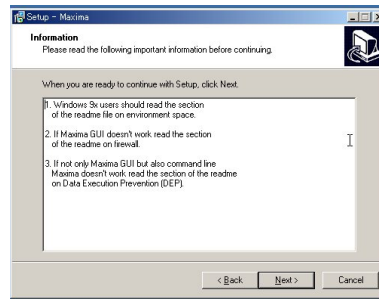 Setup - Maxima
Information
Please read the following important information before continuing.
When you are ready to continue with Setup, click Next.
1. Windows 9x users should read the section
of the readme file on environment space.
2. If Maxima GUI doesn't work read the section
of the readme on firewall.
3. If not only Maxima GUI but also command line
Maxima doesn't work read the section of the readme
on Data Execution Prevention (DEP).
< Back Next > Cancel